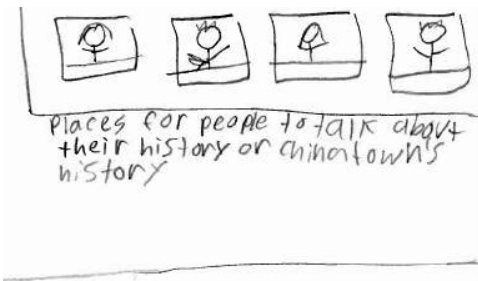 places for people to talk about
their history or chinatown's
history